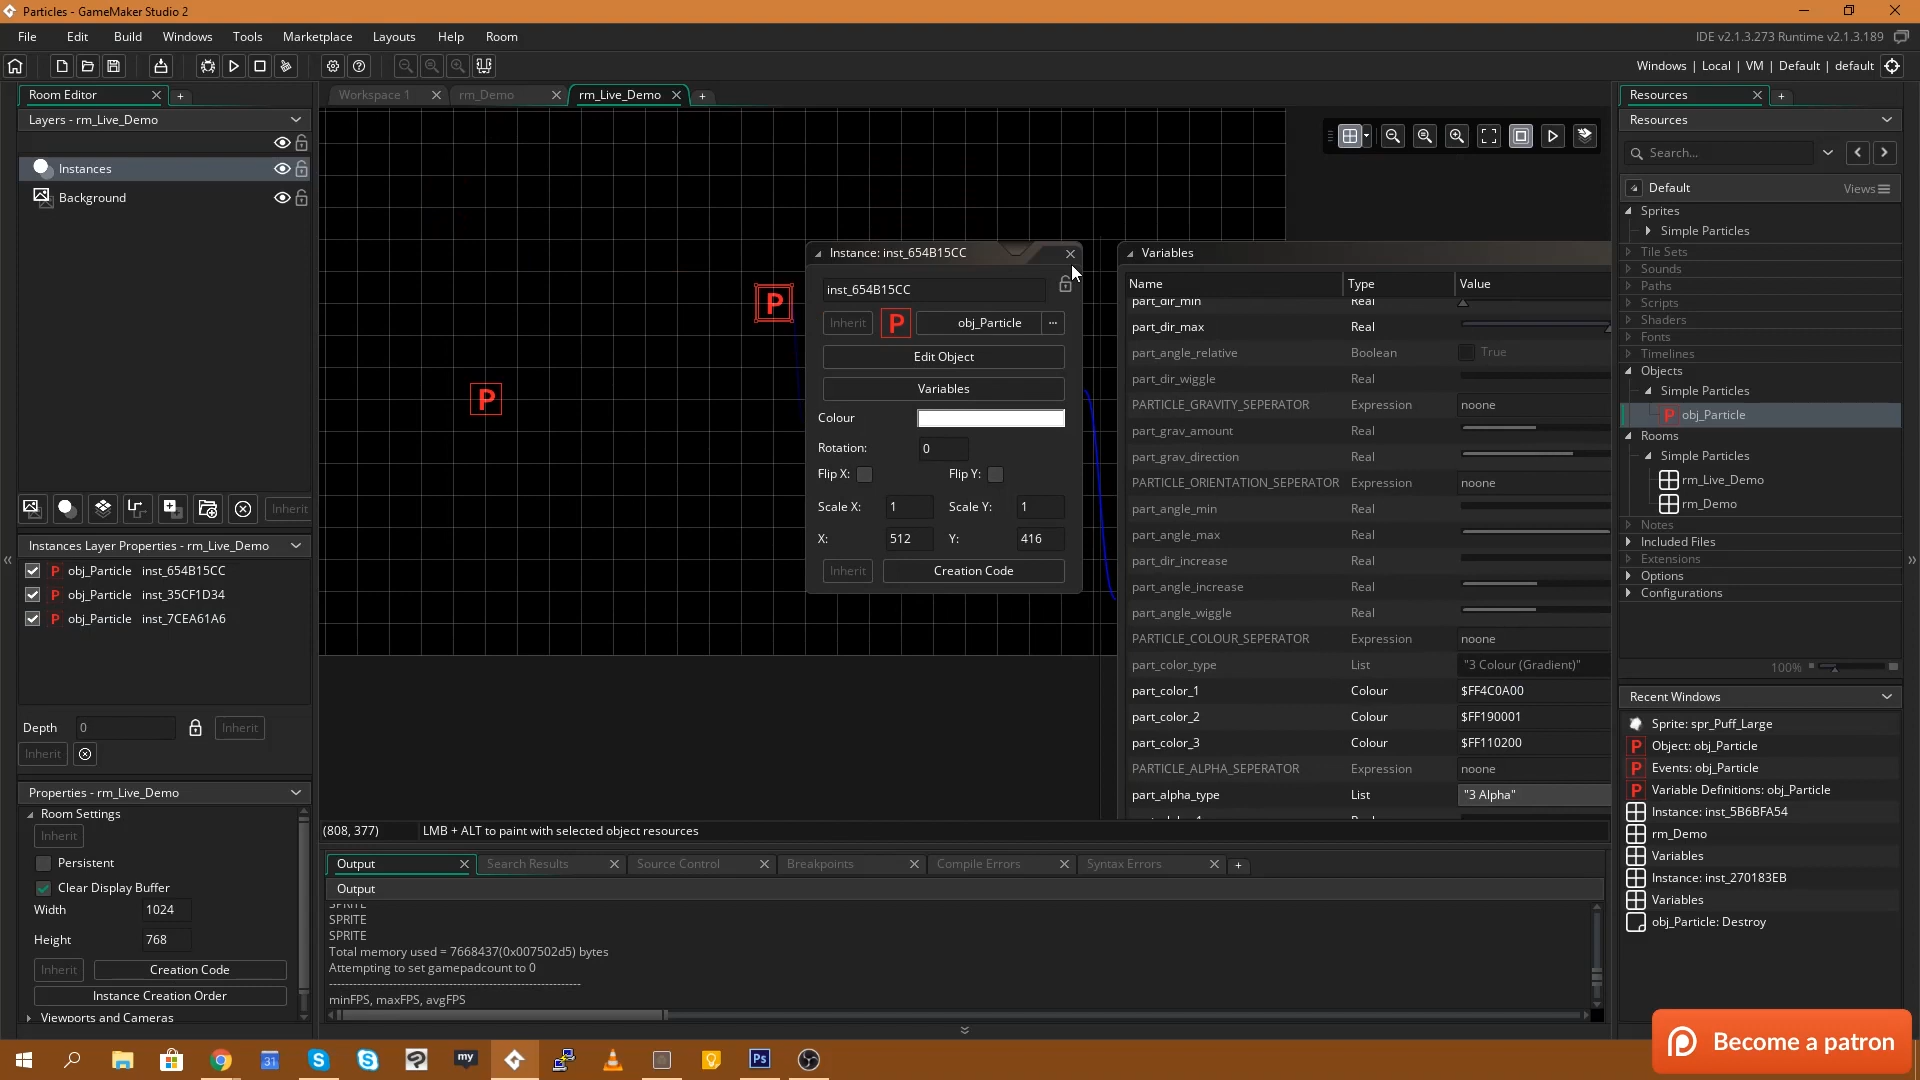 Particles - GameMaker Studio 2
File Edit Build Windows Tools Marketplace Layouts Help Room
IDE v2.1.3.273 Runtime v2.1.3.189
Windows | Local | VM | Default | default
Room Editor
Layers - rm_Live_Demo
Instances
Background
Inherit
Instances Layer Properties - rm_Live_Demo
P obj_Particle inst_654B15CC
P obj_Particle inst_35CF1D34
P obj_Particle inst_7CEA61A6
Depth 0 Inherit
Inherit
Properties - rm_Live_Demo
Room Settings
Inherit
Persistent
Clear Display Buffer
Width 1024
Height 768
Inherit Creation Code
Instance Creation Order
Viewports and Cameras
Workspace 1 rm_Demo rm_Live_Demo
P
P
Instance: inst_654B15CC
inst_654B15CC
Inherit P obj_Particle ...
Edit Object
Variables
Colour
Rotation: 0
Flip X: Flip Y:
Scale X: 1 Scale Y: 1
X: 512 Y: 416
Inherit Creation Code
Variables
Name Type Value
part_dir_min Real
part_dir_max Real
part_angle_relative Boolean True
part_dir_wiggle Real
PARTICLE_GRAVITY_SEPERATOR Expression noone
part_grav_amount Real
part_grav_direction Real
PARTICLE_ORIENTATION_SEPERATOR Expression noone
part_angle_min Real
part_angle_max Real
part_dir_increase Real
part_angle_increase Real
part_angle_wiggle Real
PARTICLE_COLOUR_SEPERATOR Expression noone
part_color_type List "3 Colour (Gradient)"
part_color_1 Colour $FF4C0A00
part_color_2 Colour $FF190001
part_color_3 Colour $FF110200
PARTICLE_ALPHA_SEPERATOR Expression noone
part_alpha_type List "3 Alpha"
(808, 377) LMB + ALT to paint with selected object resources
Output Search Results Source Control Breakpoints Compile Errors Syntax Errors
Output
SPRITE
SPRITE
SPRITE
Total memory used = 7668437(0x007502d5) bytes
Attempting to set gamepadcount to 0
minFPS, maxFPS, avgFPS
Resources
Resources
Search...
Default Views
Sprites
Simple Particles
Tile Sets
Sounds
Paths
Scripts
Shaders
Fonts
Timelines
Objects
Simple Particles
P obj_Particle
Rooms
Simple Particles
rm_Live_Demo
rm_Demo
Notes
Included Files
Extensions
Options
Configurations
100%
Recent Windows
Sprite: spr_Puff_Large
P Object: obj_Particle
P Events: obj_Particle
P Variable Definitions: obj_Particle
Instance: inst_5B6BFA54
rm_Demo
Variables
Instance: inst_270183EB
Variables
obj_Particle: Destroy
31 my Ps
Become a patron